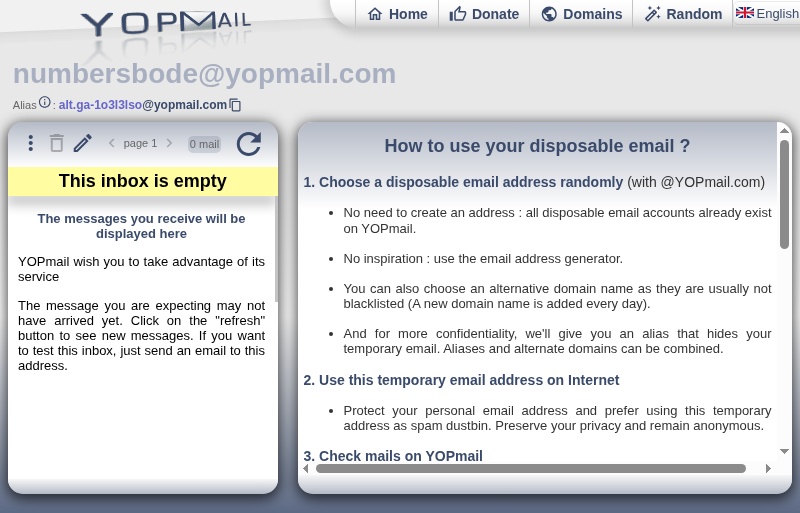 YOPMAIL
Home Donate Domains Random English
numbersbode@yopmail.com
Alias : alt.ga-1o3l3lso@yopmail.com
page 1 0 mail
This inbox is empty
The messages you receive will be
displayed here
YOPmail wish you to take advantage of its
service
The message you are expecting may not
have arrived yet. Click on the "refresh"
button to see new messages. If you want
to test this inbox, just send an email to this
address.
How to use your disposable email ?
1. Choose a disposable email address randomly (with @YOPmail.com)
• No need to create an address : all disposable email accounts already exist
on YOPmail.
• No inspiration : use the email address generator.
• You can also choose an alternative domain name as they are usually not
blacklisted (A new domain name is added every day).
• And for more confidentiality, we'll give you an alias that hides your
temporary email. Aliases and alternate domains can be combined.
2. Use this temporary email address on Internet
• Protect your personal email address and prefer using this temporary
address as spam dustbin. Preserve your privacy and remain anonymous.
3. Check mails on YOPmail